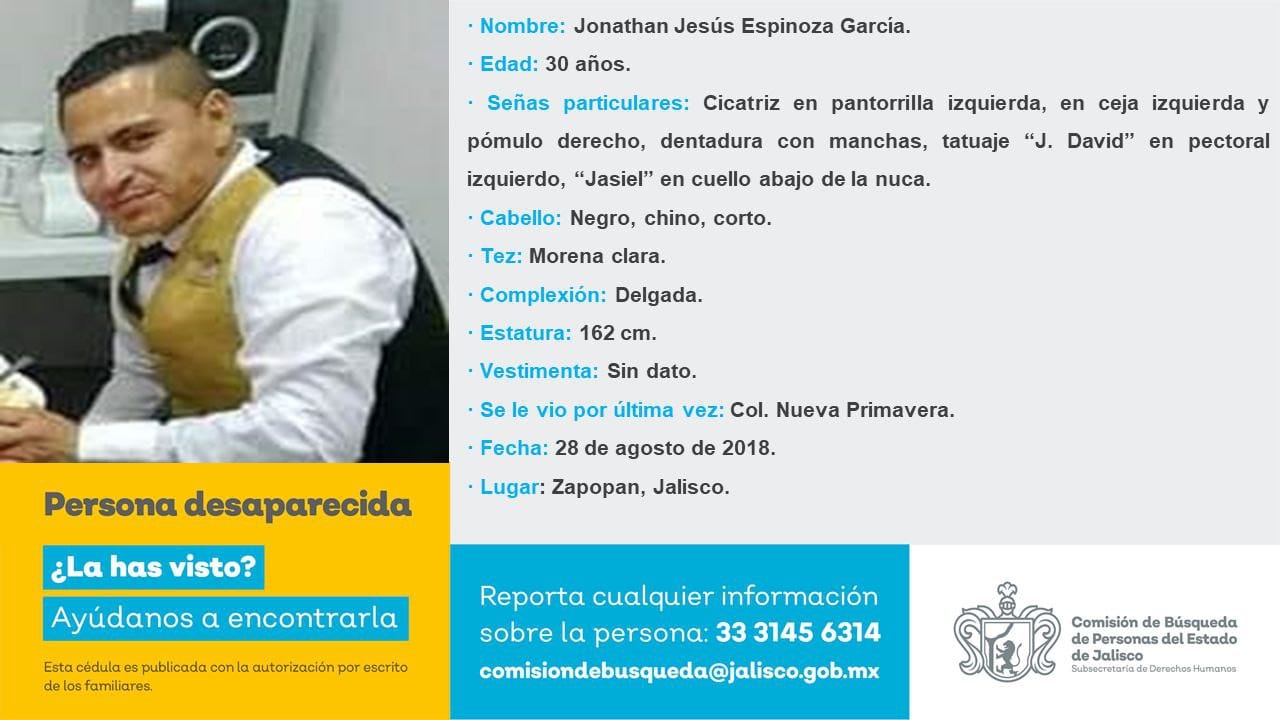 · Nombre: Jonathan Jesús Espinoza García.
· Edad: 30 años.
· Señas particulares: Cicatriz en pantorrilla izquierda, en ceja izquierda y
pómulo derecho, dentadura con manchas, tatuaje “J. David” en pectoral
izquierdo, “Jasiel” en cuello abajo de la nuca.
· Cabello: Negro, chino, corto.
· Tez: Morena clara.
· Complexión: Delgada.
· Estatura: 162 cm.
· Vestimenta: Sin dato.
· Se le vio por última vez: Col. Nueva Primavera.
· Fecha: 28 de agosto de 2018.
· Lugar: Zapopan, Jalisco.
Persona desaparecida
¿La has visto?
Ayúdanos a encontrarla
Esta cédula es publicada con la autorización por escrito
de los familiares.
Reporta cualquier información
sobre la persona: 33 3145 6314
comisiondebusqueda@jalisco.gob.mx
Comisión de Búsqueda
de Personas del Estado
de Jalisco
Subsecretaría de Derechos Humanos